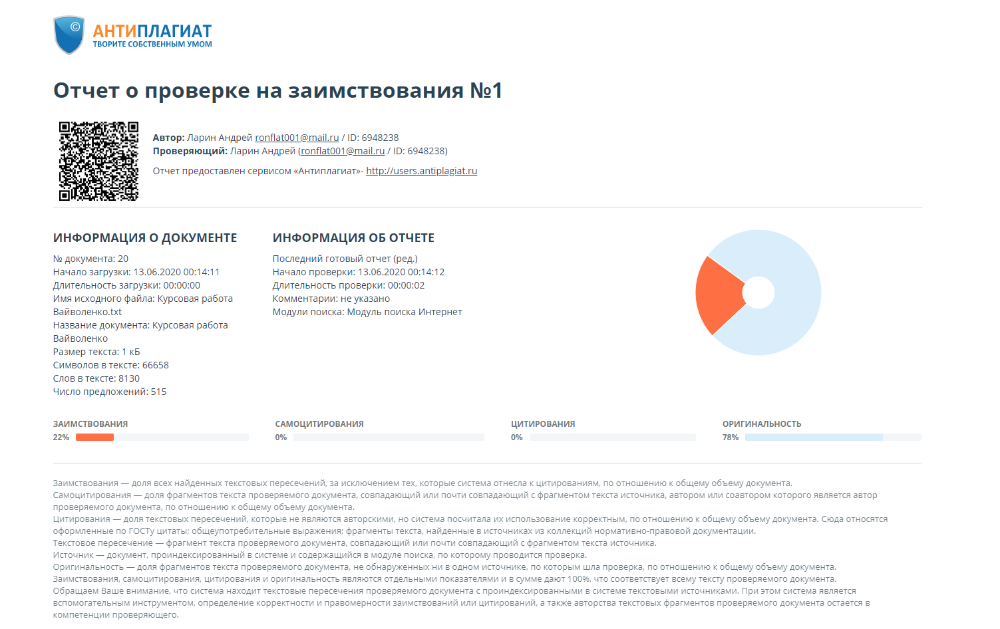 ©
АНТИПЛАГИАТ
ТВОРИТЕ СОБСТВЕННЫМ УМОМ
Отчет о проверке на заимствования №1
Автор: Ларин Андрей ronflat001@mail.ru / ID: 6948238
Проверяющий: Ларин Андрей (ronflat001@mail.ru / ID: 6948238)
Отчет предоставлен сервисом «Антиплагиат»- http://users.antiplagiat.ru
ИНФОРМАЦИЯ О ДОКУМЕНТЕ
№ документа: 20
Начало загрузки: 13.06.2020 00:14:11
Длительность загрузки: 00:00:00
Имя исходного файла: Курсовая работа
Вайволенко.txt
Название документа: Курсовая работа
Вайволенко
Размер текста: 1 кБ
Символов в тексте: 66658
Слов в тексте: 8130
Число предложений: 515
ИНФОРМАЦИЯ ОБ ОТЧЕТЕ
Последний готовый отчет (ред.)
Начало проверки: 13.06.2020 00:14:12
Длительность проверки: 00:00:02
Комментарии: не указано
Модули поиска: Модуль поиска Интернет
ЗАИМСТВОВАНИЯ
22%
САМОЦИТИРОВАНИЯ
0%
ЦИТИРОВАНИЯ
0%
ОРИГИНАЛЬНОСТЬ
78%
Заимствования — доля всех найденных текстовых пересечений, за исключением тех, которые система отнесла к цитированиям, по отношению к общему объему документа.
Самоцитирования — доля фрагментов текста проверяемого документа, совпадающий или почти совпадающий с фрагментом текста источника, автором или соавтором которого является автор
проверяемого документа, по отношению к общему объему документа.
Цитирования — доля текстовых пересечений, которые не являются авторскими, но система посчитала их использование корректным, по отношению к общему объему документа. Сюда относятся
оформленные по ГОСТу цитаты; общеупотребительные выражения; фрагменты текста, найденные в источниках из коллекций нормативно-правовой документации.
Текстовое пересечение — фрагмент текста проверяемого документа, совпадающий или почти совпадающий с фрагментом текста источника.
Источник — документ, проиндексированный в системе и содержащийся в модуле поиска, по которому проводится проверка.
Оригинальность — доля фрагментов текста проверяемого документа, не обнаруженных ни в одном источнике, по которым шла проверка, по отношению к общему объему документа.
Заимствования, самоцитирования, цитирования и оригинальность являются отдельными показателями и в сумме дают 100%, что соответствует всему тексту проверяемого документа.
Обращаем Ваше внимание, что система находит текстовые пересечения проверяемого документа с проиндексированными в системе текстовыми источниками. При этом система является
вспомогательным инструментом, определение корректности и правомерности заимствований или цитирований, а также авторства текстовых фрагментов проверяемого документа остается в
компетенции проверяющего.